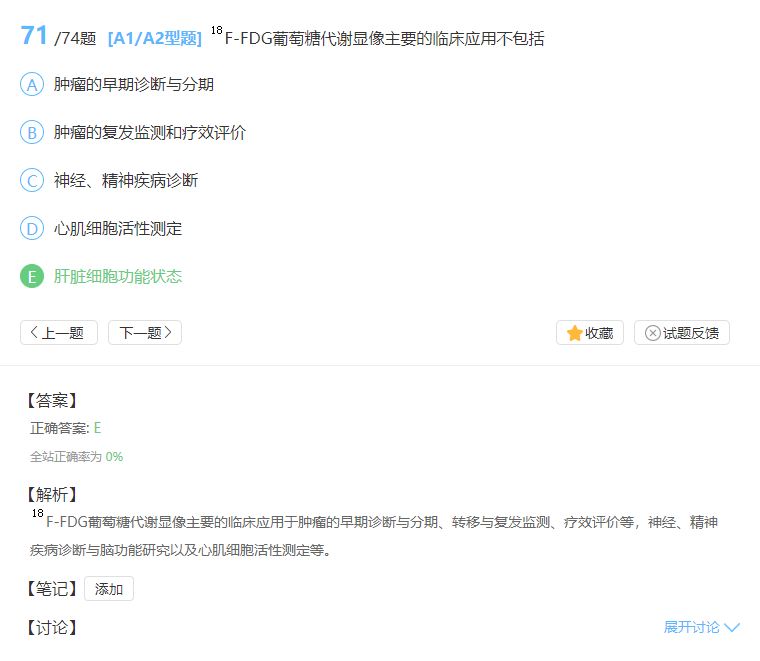 71 /74题 [A1/A2型题] 18F-FDG葡萄糖代谢显像主要的临床应用不包括
A 肿瘤的早期诊断与分期
B 肿瘤的复发监测和疗效评价
C 神经、精神疾病诊断
D 心肌细胞活性测定
E 肝脏细胞功能状态
上一题 下一题 收藏 试题反馈
【答案】
正确答案: E
全站正确率为 0%
【解析】
18F-FDG葡萄糖代谢显像主要的临床应用于肿瘤的早期诊断与分期、转移与复发监测、疗效评价等，神经、精神
疾病诊断与脑功能研究以及心肌细胞活性测定等。
【笔记】 添加
【讨论】 展开讨论